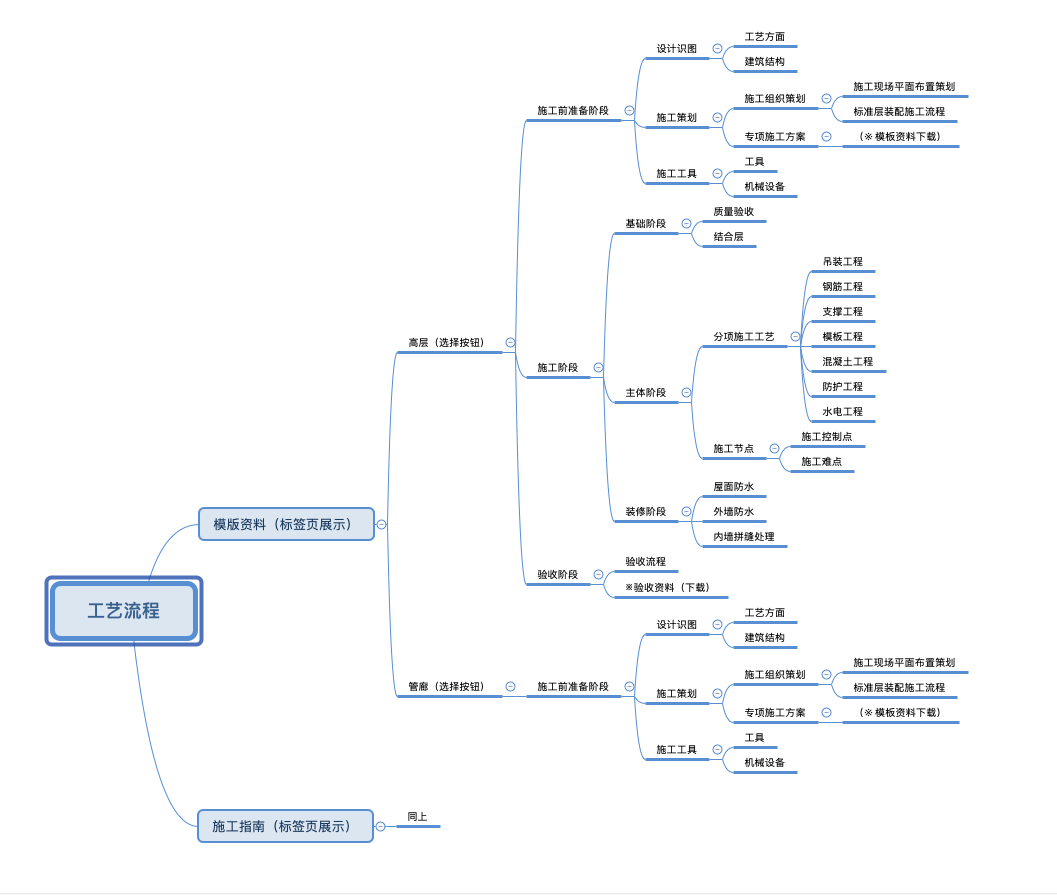 工艺流程
模版资料（标签页展示）
高层（选择按钮）
施工前准备阶段
设计识图
工艺方面
建筑结构
施工策划
施工组织策划
施工现场平面布置策划
标准层装配施工流程
专项施工方案
（※ 模板资料下载）
施工工具
工具
机械设备
施工阶段
基础阶段
质量验收
结合层
主体阶段
分项施工工艺
吊装工程
钢筋工程
支撑工程
模板工程
混凝土工程
防护工程
水电工程
施工节点
施工控制点
施工难点
装修阶段
屋面防水
外墙防水
内墙拼缝处理
验收阶段
验收流程
※验收资料（下载）
管廊（选择按钮）
施工前准备阶段
设计识图
工艺方面
建筑结构
施工策划
施工组织策划
施工现场平面布置策划
标准层装配施工流程
专项施工方案
（※ 模板资料下载）
施工工具
工具
机械设备
施工指南（标签页展示）
同上